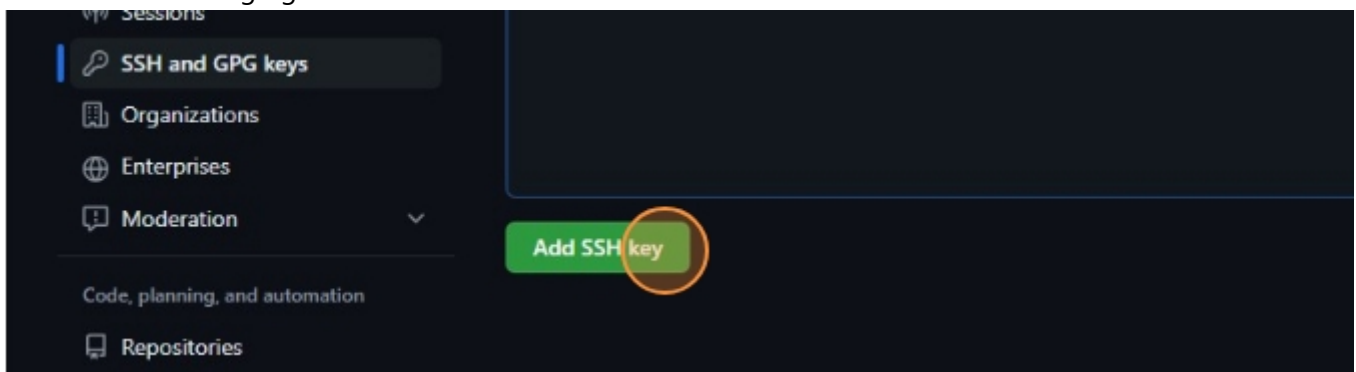 Sessions
SSH and GPG keys
Organizations
Enterprises
Moderation
Add SSH key
Code, planning, and automation
Repositories